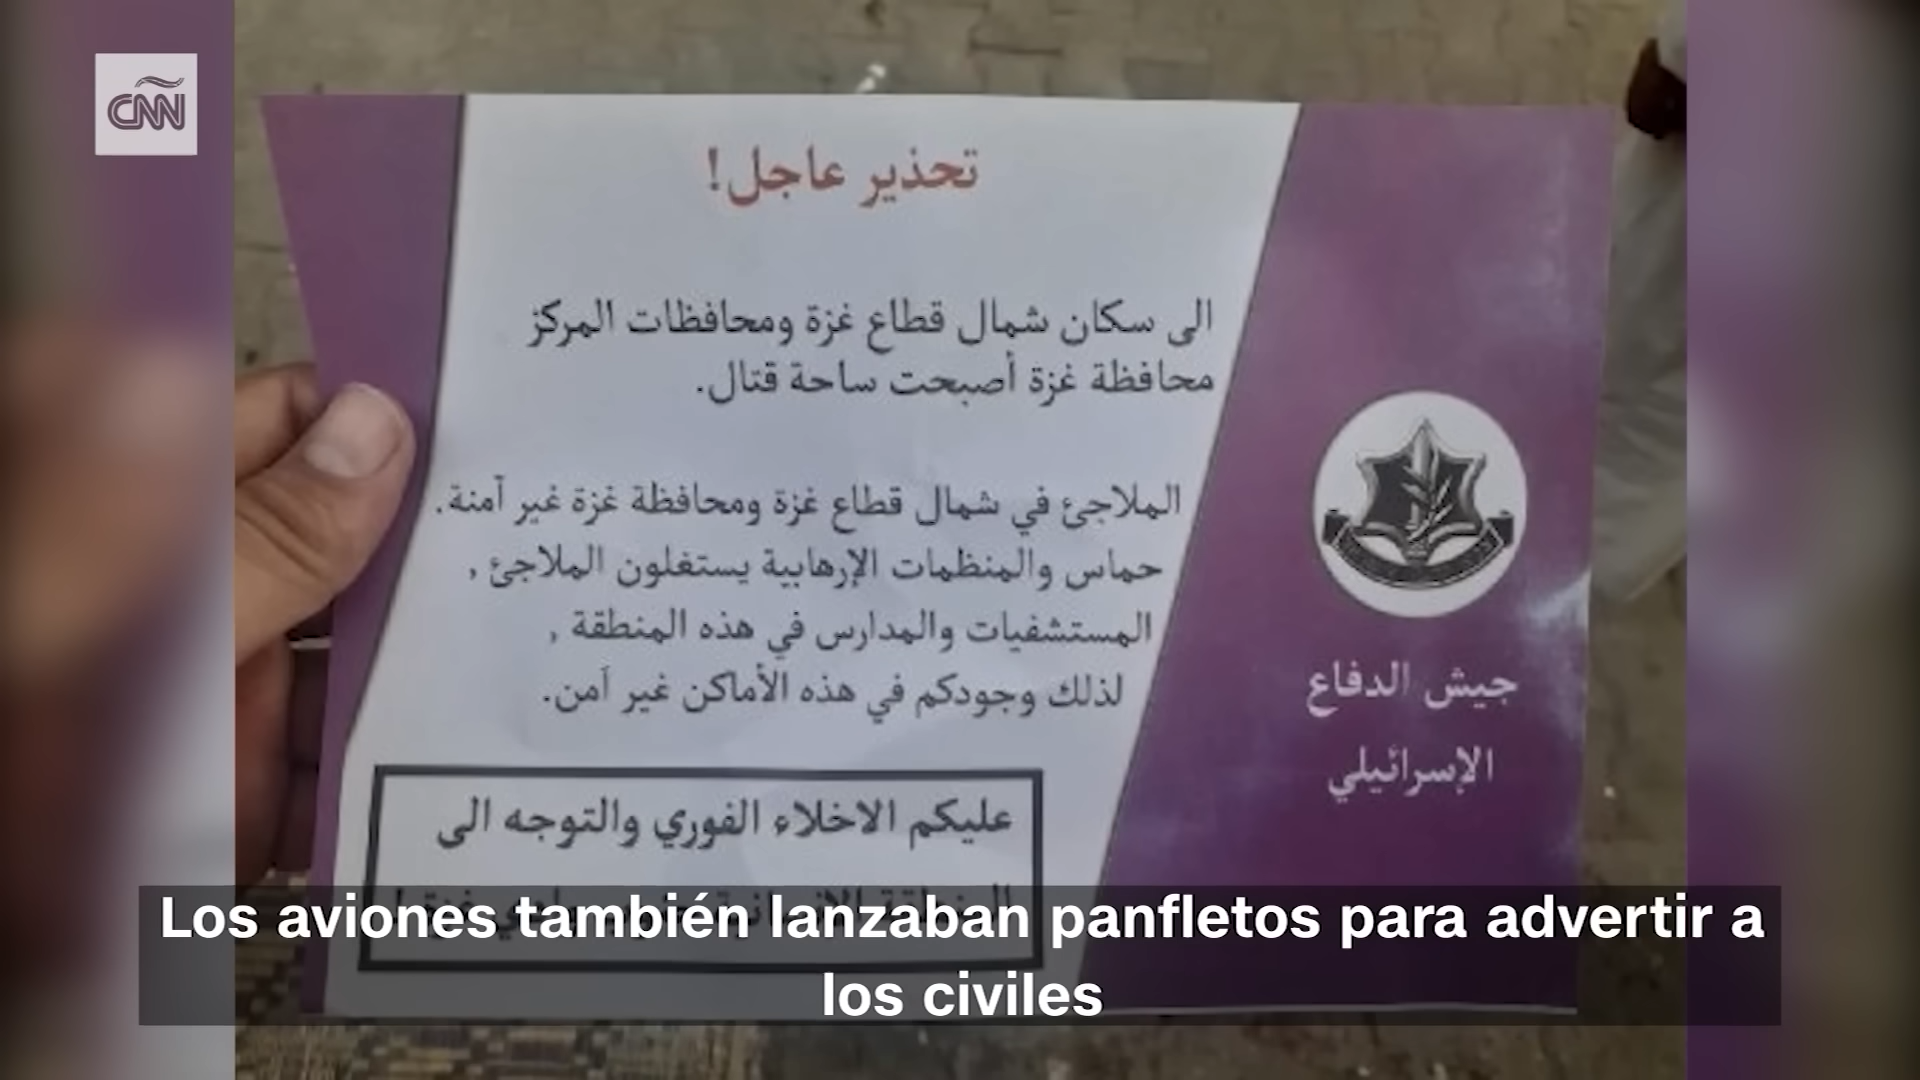 CNN
تحذير عاجل!
الى سكان شمال قطاع غزة ومحافظات المركز
محافظة غزة أصبحت ساحة قتال.
الملاجئ في شمال قطاع غزة ومحافظة غزة غير آمنة.
حماس والمنظمات الإرهابية يستغلون الملاجئ ,
المستشفيات والمدارس في هذه المنطقة ,
لذلك وجودكم في هذه الأماكن غير آمن.
عليكم الاخلاء الفوري والتوجه الى
جيش الدفاع
الإسرائيلي
Los aviones también lanzaban panfletos para advertir a
los civiles